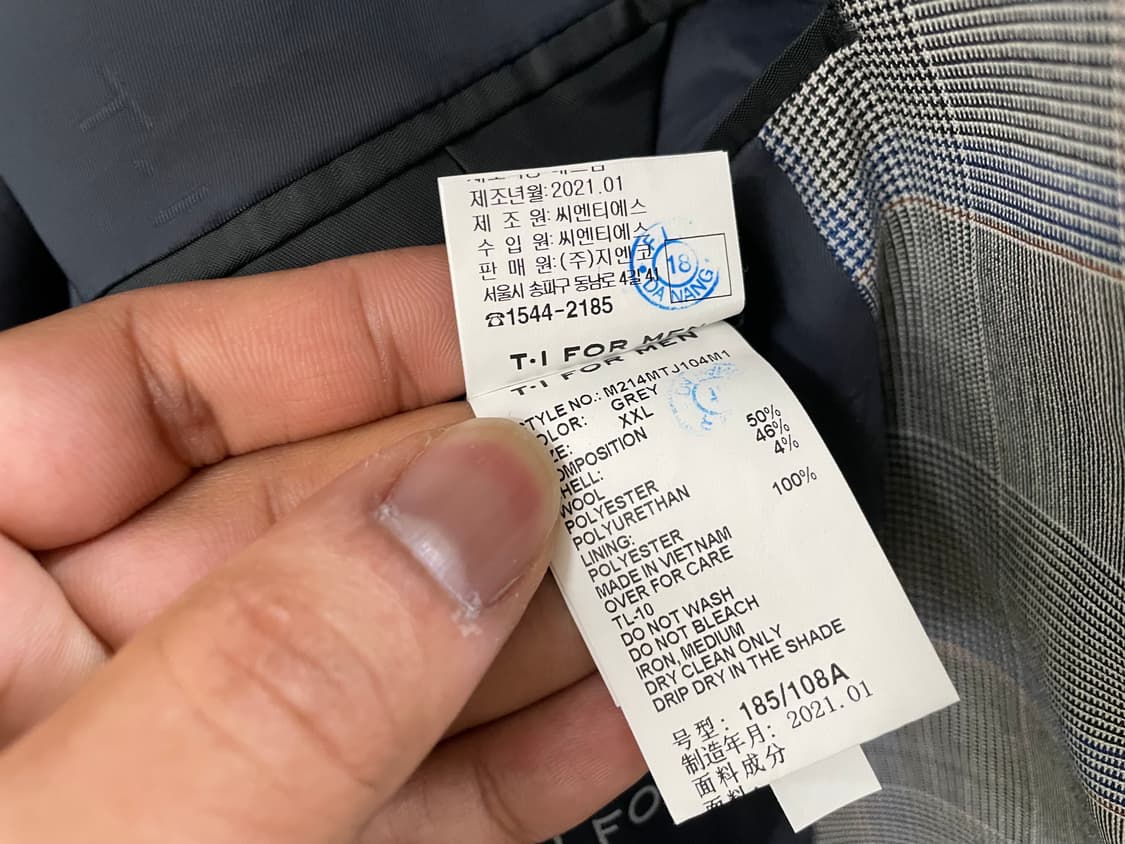 제조년월:2021.01
제 조 원:씨엔티에스
수 입 원:씨엔티에스
판 매 원:(주)지엔코
서울시 송파구 동남로 4길 41
☎1544-2185
18
DA NANG
T·I FOR MEN
T·I FOR MEN
STYLE NO.: M214MTJ104M1
COLOR: GREY
XXL
COMPOSITION
SHELL:
WOOL 50%
POLYESTER 46%
POLYURETHAN 4%
LINING:
POLYESTER 100%
MADE IN VIETNAM
OVER FOR CARE
TL-10
DO NOT WASH
DO NOT BLEACH
IRON, MEDIUM
DRY CLEAN ONLY
DRIP DRY IN THE SHADE
号型: 185/108A
制造年月: 2021.01
面料成分
面料